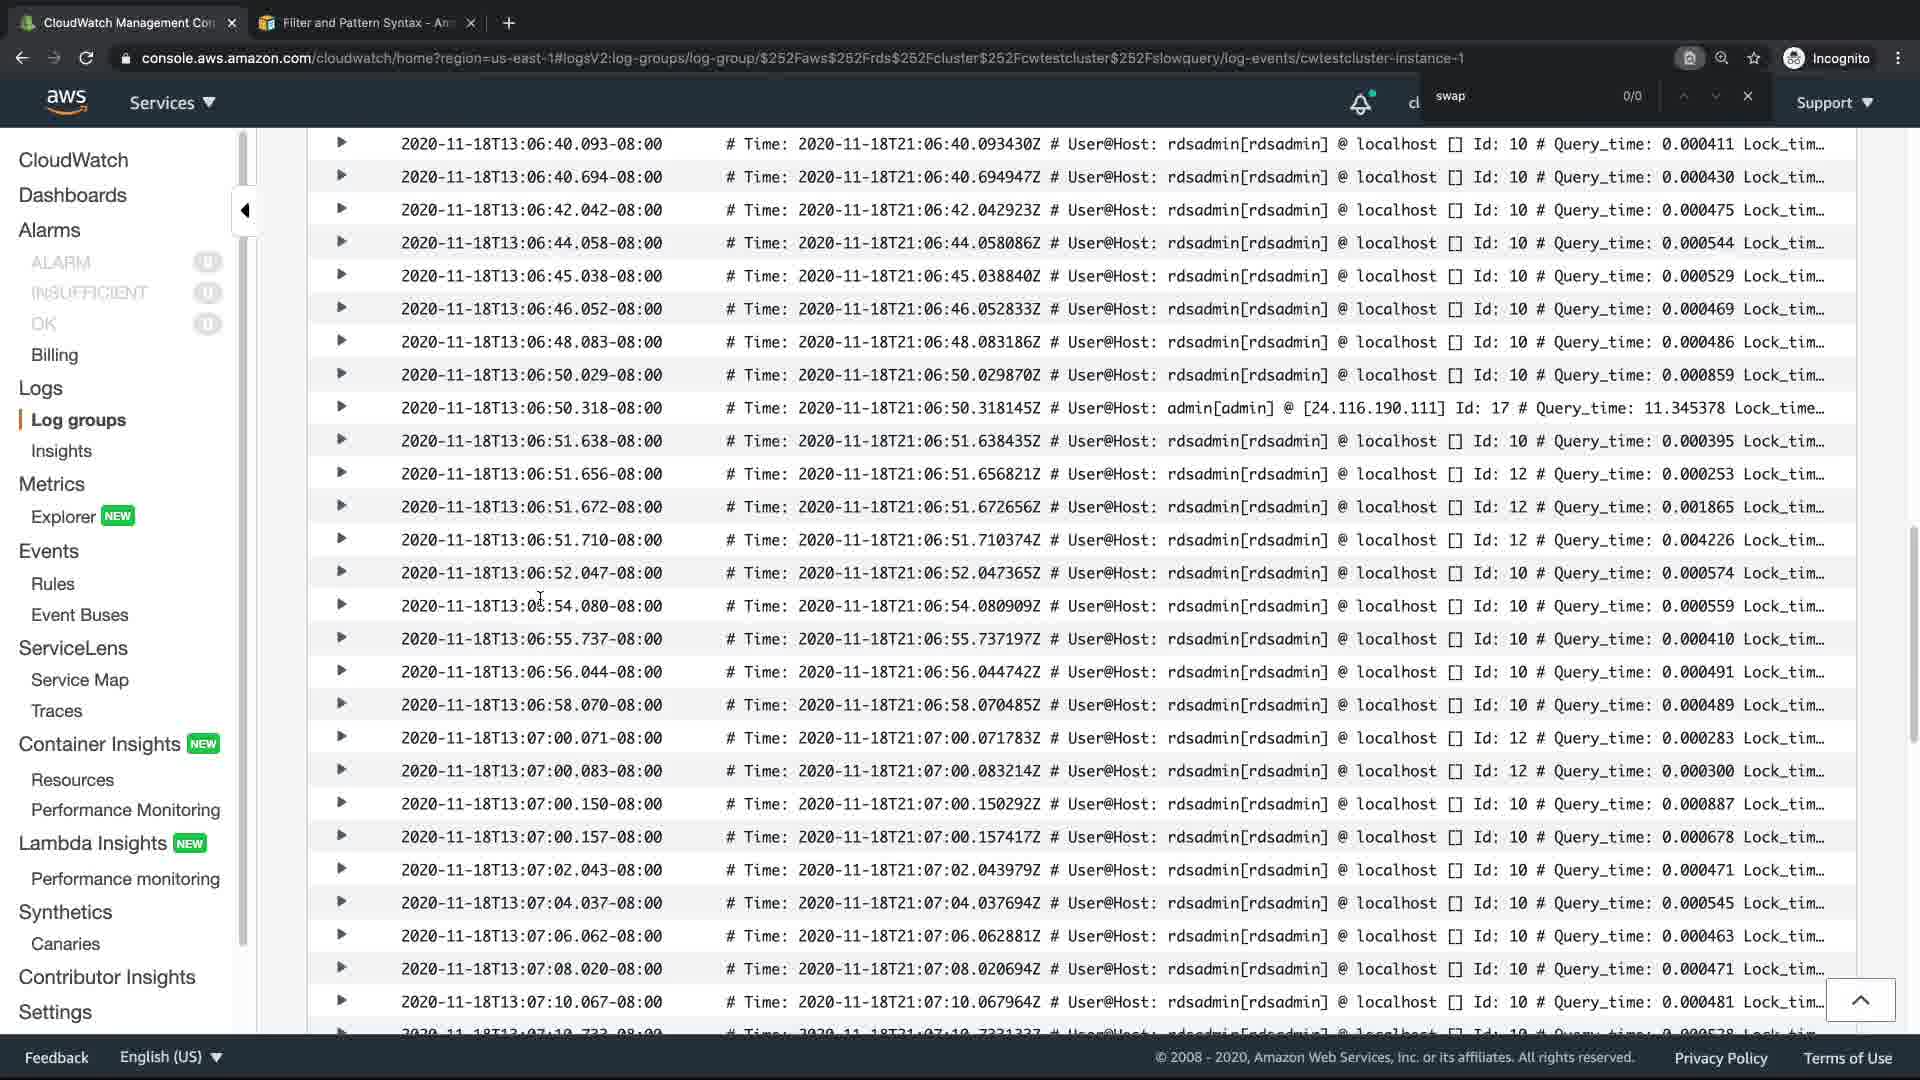 CloudWatch Management Con
Filter and Pattern Syntax - Am
console.aws.amazon.com/cloudwatch/home?region=us-east-1#logsV2:log-groups/log-group/$252Faws$252Frds$252Fcluster$252Fcwtestcluster$252Fslowquery/log-events/cwtestcluster-instance-1
Incognito
aws
Services
cl
swap
0/0
Support
CloudWatch
Dashboards
Alarms
ALARM 0
INSUFFICIENT 0
OK 0
Billing
Logs
Log groups
Insights
Metrics
Explorer NEW
Events
Rules
Event Buses
ServiceLens
Service Map
Traces
Container Insights NEW
Resources
Performance Monitoring
Lambda Insights NEW
Performance monitoring
Synthetics
Canaries
Contributor Insights
Settings
2020-11-18T13:06:40.093-08:00 # Time: 2020-11-18T21:06:40.093430Z # User@Host: rdsadmin[rdsadmin] @ localhost [] Id: 10 # Query_time: 0.000411 Lock_tim…
2020-11-18T13:06:40.694-08:00 # Time: 2020-11-18T21:06:40.694947Z # User@Host: rdsadmin[rdsadmin] @ localhost [] Id: 10 # Query_time: 0.000430 Lock_tim…
2020-11-18T13:06:42.042-08:00 # Time: 2020-11-18T21:06:42.042923Z # User@Host: rdsadmin[rdsadmin] @ localhost [] Id: 10 # Query_time: 0.000475 Lock_tim…
2020-11-18T13:06:44.058-08:00 # Time: 2020-11-18T21:06:44.058086Z # User@Host: rdsadmin[rdsadmin] @ localhost [] Id: 10 # Query_time: 0.000544 Lock_tim…
2020-11-18T13:06:45.038-08:00 # Time: 2020-11-18T21:06:45.038840Z # User@Host: rdsadmin[rdsadmin] @ localhost [] Id: 10 # Query_time: 0.000529 Lock_tim…
2020-11-18T13:06:46.052-08:00 # Time: 2020-11-18T21:06:46.052833Z # User@Host: rdsadmin[rdsadmin] @ localhost [] Id: 10 # Query_time: 0.000469 Lock_tim…
2020-11-18T13:06:48.083-08:00 # Time: 2020-11-18T21:06:48.083186Z # User@Host: rdsadmin[rdsadmin] @ localhost [] Id: 10 # Query_time: 0.000486 Lock_tim…
2020-11-18T13:06:50.029-08:00 # Time: 2020-11-18T21:06:50.029870Z # User@Host: rdsadmin[rdsadmin] @ localhost [] Id: 10 # Query_time: 0.000859 Lock_tim…
2020-11-18T13:06:50.318-08:00 # Time: 2020-11-18T21:06:50.318145Z # User@Host: admin[admin] @ [24.116.190.111] Id: 17 # Query_time: 11.345378 Lock_time…
2020-11-18T13:06:51.638-08:00 # Time: 2020-11-18T21:06:51.638435Z # User@Host: rdsadmin[rdsadmin] @ localhost [] Id: 10 # Query_time: 0.000395 Lock_tim…
2020-11-18T13:06:51.656-08:00 # Time: 2020-11-18T21:06:51.656821Z # User@Host: rdsadmin[rdsadmin] @ localhost [] Id: 12 # Query_time: 0.000253 Lock_tim…
2020-11-18T13:06:51.672-08:00 # Time: 2020-11-18T21:06:51.672656Z # User@Host: rdsadmin[rdsadmin] @ localhost [] Id: 12 # Query_time: 0.001865 Lock_tim…
2020-11-18T13:06:51.710-08:00 # Time: 2020-11-18T21:06:51.710374Z # User@Host: rdsadmin[rdsadmin] @ localhost [] Id: 12 # Query_time: 0.004226 Lock_tim…
2020-11-18T13:06:52.047-08:00 # Time: 2020-11-18T21:06:52.047365Z # User@Host: rdsadmin[rdsadmin] @ localhost [] Id: 10 # Query_time: 0.000574 Lock_tim…
2020-11-18T13:06:54.080-08:00 # Time: 2020-11-18T21:06:54.080909Z # User@Host: rdsadmin[rdsadmin] @ localhost [] Id: 10 # Query_time: 0.000559 Lock_tim…
2020-11-18T13:06:55.737-08:00 # Time: 2020-11-18T21:06:55.737197Z # User@Host: rdsadmin[rdsadmin] @ localhost [] Id: 10 # Query_time: 0.000410 Lock_tim…
2020-11-18T13:06:56.044-08:00 # Time: 2020-11-18T21:06:56.044742Z # User@Host: rdsadmin[rdsadmin] @ localhost [] Id: 10 # Query_time: 0.000491 Lock_tim…
2020-11-18T13:06:58.070-08:00 # Time: 2020-11-18T21:06:58.070485Z # User@Host: rdsadmin[rdsadmin] @ localhost [] Id: 10 # Query_time: 0.000489 Lock_tim…
2020-11-18T13:07:00.071-08:00 # Time: 2020-11-18T21:07:00.071783Z # User@Host: rdsadmin[rdsadmin] @ localhost [] Id: 12 # Query_time: 0.000283 Lock_tim…
2020-11-18T13:07:00.083-08:00 # Time: 2020-11-18T21:07:00.083214Z # User@Host: rdsadmin[rdsadmin] @ localhost [] Id: 12 # Query_time: 0.000300 Lock_tim…
2020-11-18T13:07:00.150-08:00 # Time: 2020-11-18T21:07:00.150292Z # User@Host: rdsadmin[rdsadmin] @ localhost [] Id: 10 # Query_time: 0.000887 Lock_tim…
2020-11-18T13:07:00.157-08:00 # Time: 2020-11-18T21:07:00.157417Z # User@Host: rdsadmin[rdsadmin] @ localhost [] Id: 10 # Query_time: 0.000678 Lock_tim…
2020-11-18T13:07:02.043-08:00 # Time: 2020-11-18T21:07:02.043979Z # User@Host: rdsadmin[rdsadmin] @ localhost [] Id: 10 # Query_time: 0.000471 Lock_tim…
2020-11-18T13:07:04.037-08:00 # Time: 2020-11-18T21:07:04.037694Z # User@Host: rdsadmin[rdsadmin] @ localhost [] Id: 10 # Query_time: 0.000545 Lock_tim…
2020-11-18T13:07:06.062-08:00 # Time: 2020-11-18T21:07:06.062881Z # User@Host: rdsadmin[rdsadmin] @ localhost [] Id: 10 # Query_time: 0.000463 Lock_tim…
2020-11-18T13:07:08.020-08:00 # Time: 2020-11-18T21:07:08.020694Z # User@Host: rdsadmin[rdsadmin] @ localhost [] Id: 10 # Query_time: 0.000471 Lock_tim…
2020-11-18T13:07:10.067-08:00 # Time: 2020-11-18T21:07:10.067964Z # User@Host: rdsadmin[rdsadmin] @ localhost [] Id: 10 # Query_time: 0.000481 Lock_tim…
Feedback
English (US)
© 2008 - 2020, Amazon Web Services, Inc. or its affiliates. All rights reserved.
Privacy Policy
Terms of Use